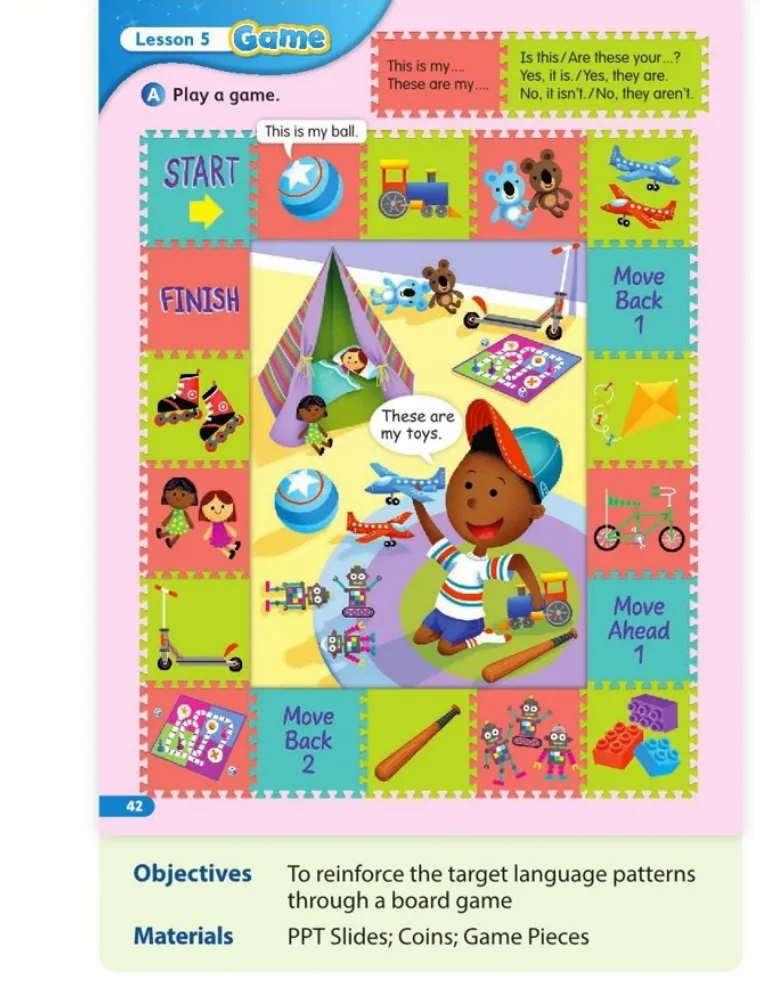 Lesson 5 Game
A Play a game.
This is my....
These are my....
Is this/Are these your...?
Yes, it is./Yes, they are.
No, it isn't./No, they aren't.
This is my ball.
START
FINISH
Move
Back
1
These are
my toys.
Move
Ahead
1
Move
Back
2
42
Objectives To reinforce the target language patterns
through a board game
Materials PPT Slides; Coins; Game Pieces